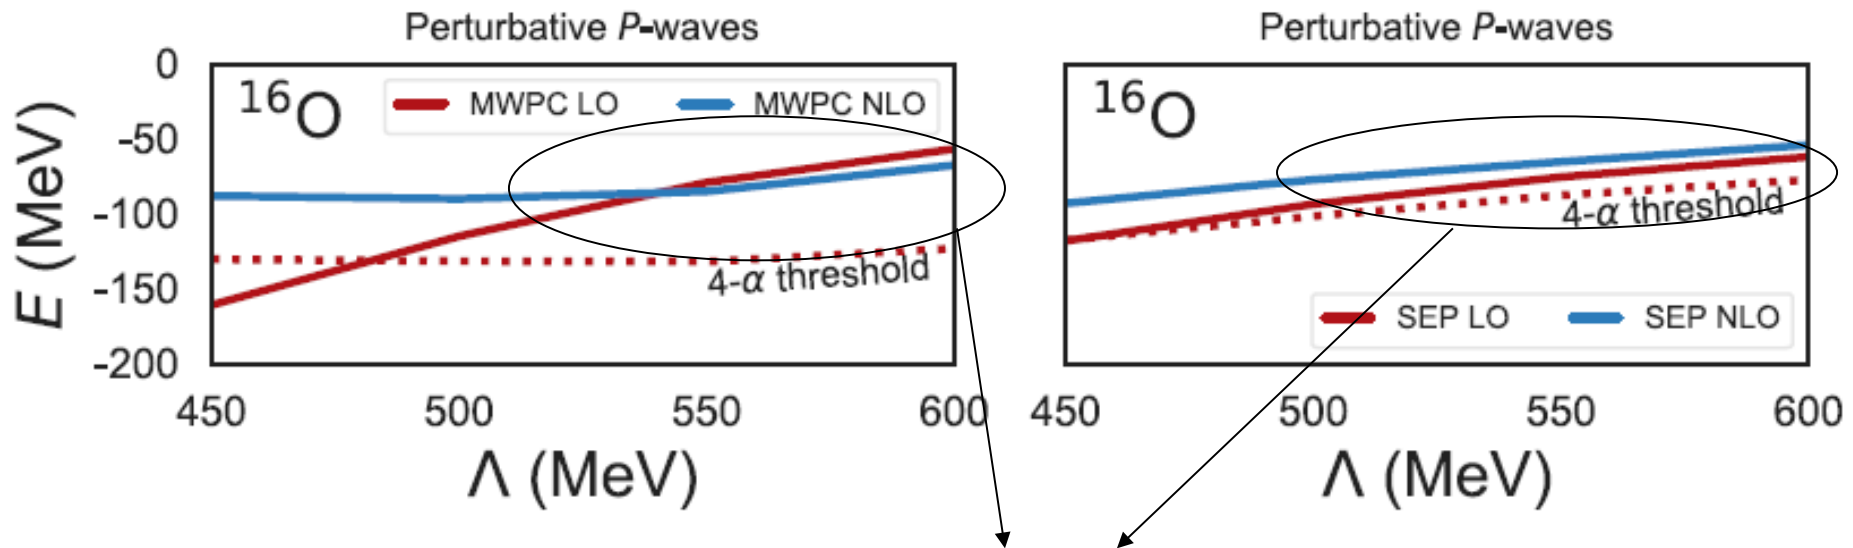 Perturbative P-waves
0
-50
-100
-150
-200
E (MeV)
16O
MWPC LO
MWPC NLO
4-α threshold
450 500 550 600
Λ (MeV)
Perturbative P-waves
16O
4-α threshold
SEP LO
SEP NLO
450 500 550 600
Λ (MeV)